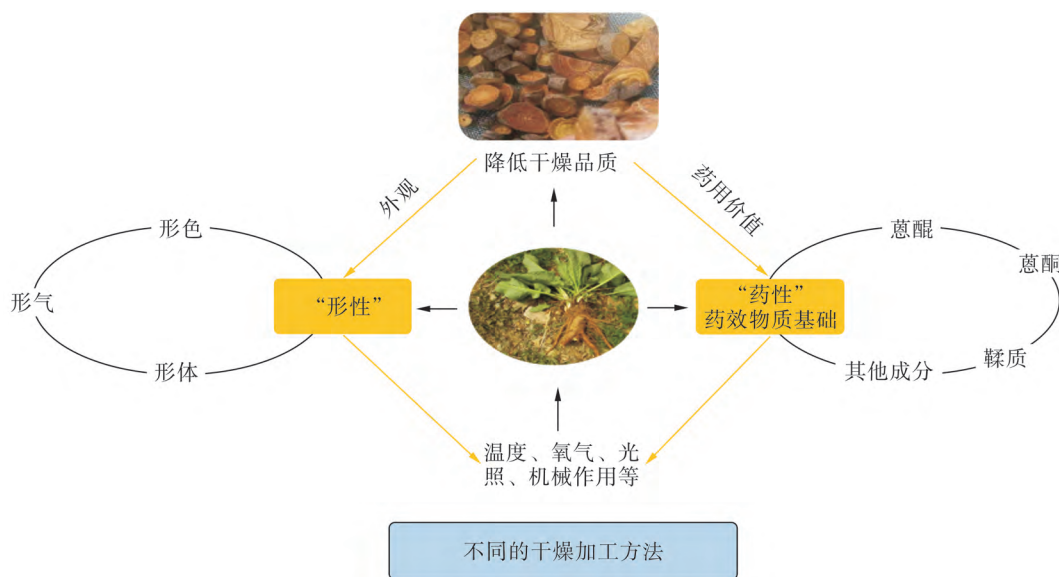 降低干燥品质
外观
药用价值
形色
形气
形体
“形性”
“药性”
药效物质基础
蒽醌
蒽酮
鞣质
其他成分
温度、氧气、光
照、机械作用等
不同的干燥加工方法